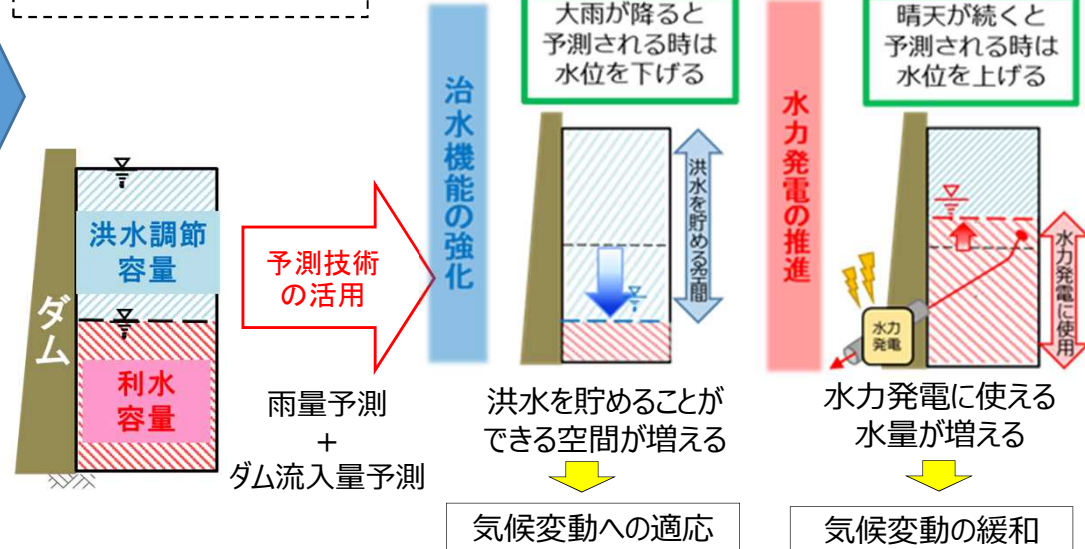 ダム
洪水調節
容量
利水
容量
予測技術
の活用
雨量予測
+
ダム流入量予測
治水機能の強化
大雨が降ると
予測される時は
水位を下げる
洪水を貯める空間
洪水を貯めることが
できる空間が増える
気候変動への適応
水力発電の推進
晴天が続くと
予測される時は
水位を上げる
水力発電に使用
水力
発電
水力発電に使える
水量が増える
気候変動の緩和